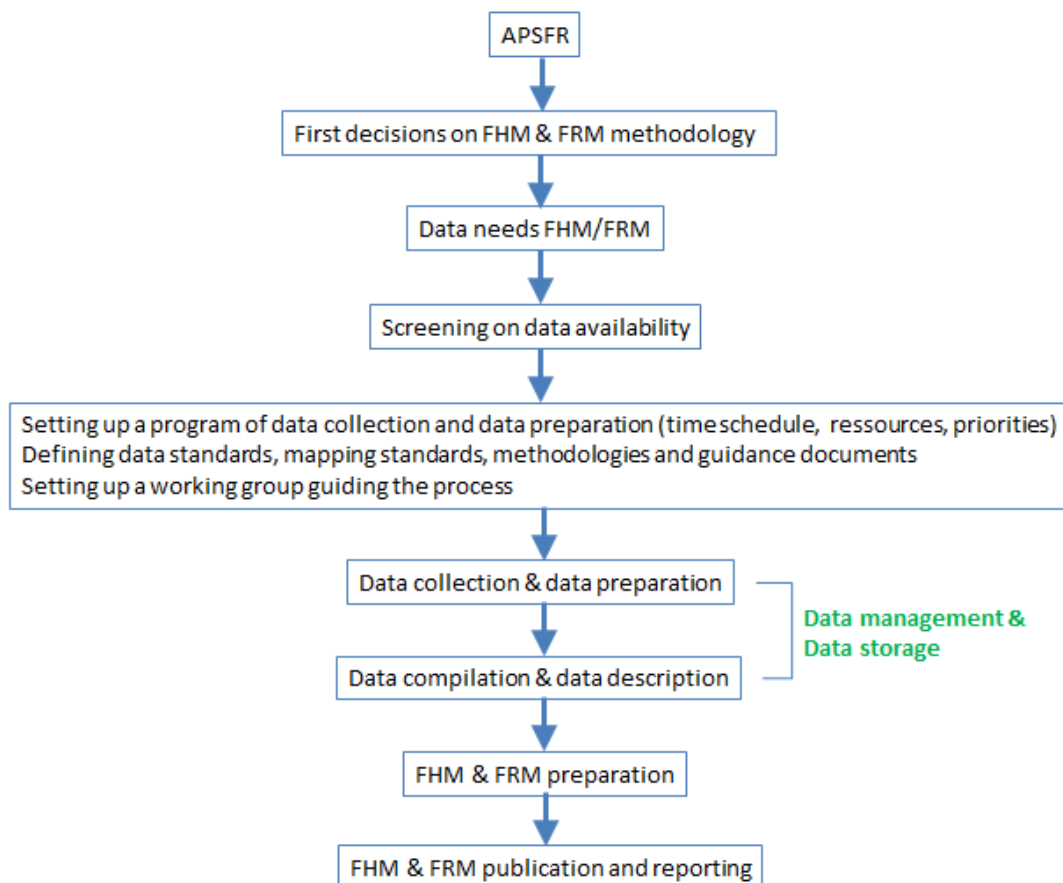 APSFR
First decisions on FHM & FRM methodology
Data needs FHM/FRM
Screening on data availability
Setting up a program of data collection and data preparation (time schedule, ressources, priorities)
Defining data standards, mapping standards, methodologies and guidance documents
Setting up a working group guiding the process
Data collection & data preparation
Data management &
Data storage
Data compilation & data description
FHM & FRM preparation
FHM & FRM publication and reporting